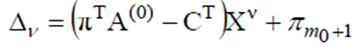 Δ_ν = (π^T A^(0) − C^T) X^ν + π_{m_0+1}